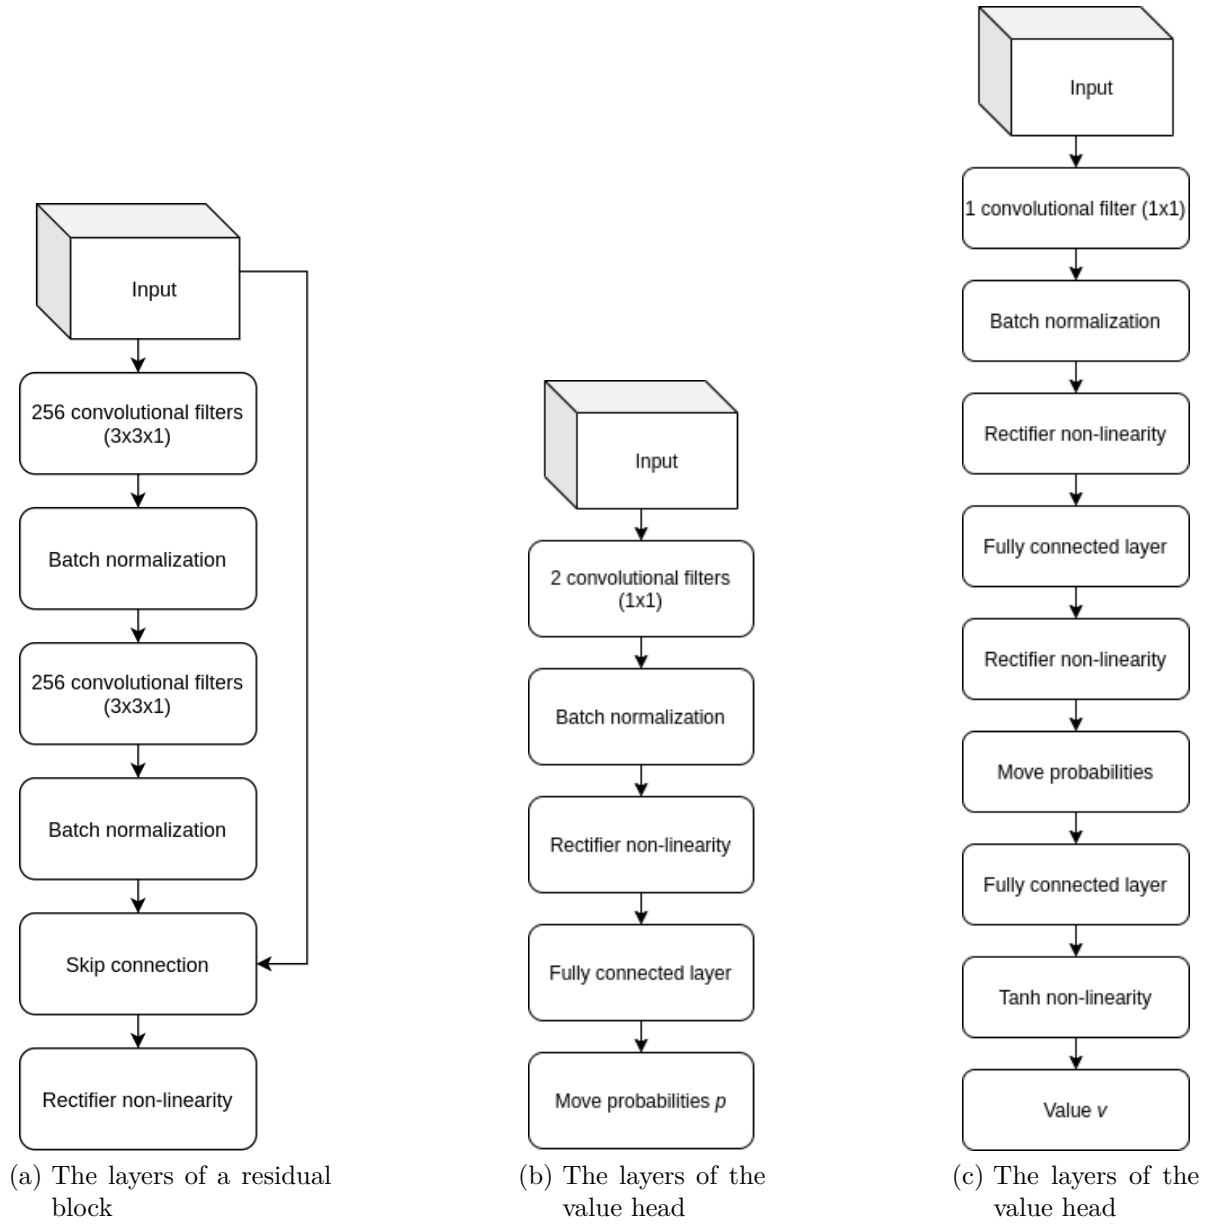 Input
256 convolutional filters
(3x3x1)
Batch normalization
256 convolutional filters
(3x3x1)
Batch normalization
Skip connection
Rectifier non-linearity
(a) The layers of a residual
block
Input
2 convolutional filters
(1x1)
Batch normalization
Rectifier non-linearity
Fully connected layer
Move probabilities p
(b) The layers of the
value head
Input
1 convolutional filter (1x1)
Batch normalization
Rectifier non-linearity
Fully connected layer
Rectifier non-linearity
Move probabilities
Fully connected layer
Tanh non-linearity
Value v
(c) The layers of the
value head